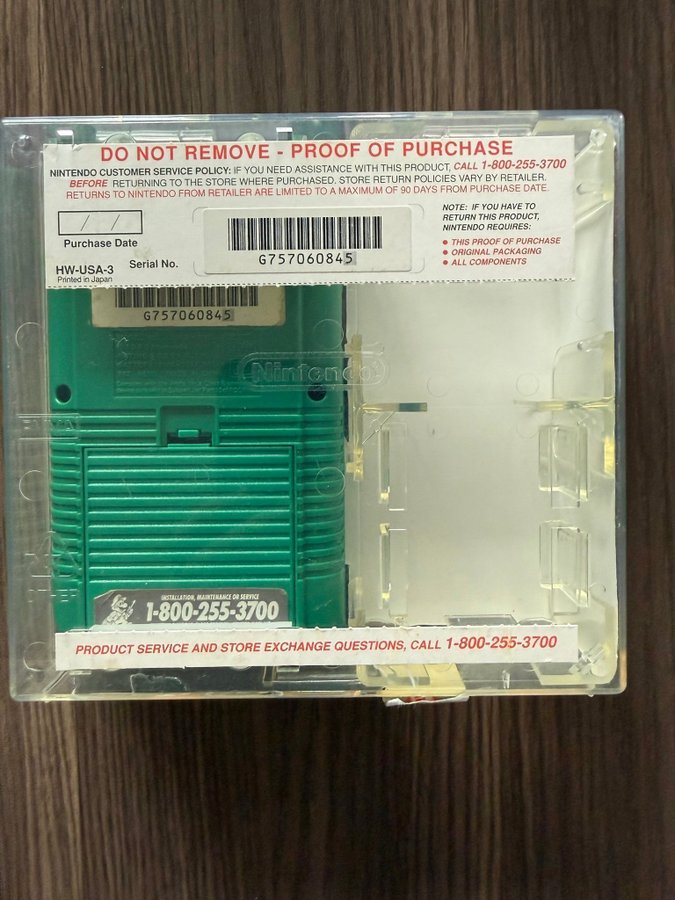 DO NOT REMOVE - PROOF OF PURCHASE
NINTENDO CUSTOMER SERVICE POLICY: IF YOU NEED ASSISTANCE WITH THIS PRODUCT, CALL 1-800-255-3700
BEFORE RETURNING TO THE STORE WHERE PURCHASED. STORE RETURN POLICIES VARY BY RETAILER.
RETURNS TO NINTENDO FROM RETAILER ARE LIMITED TO A MAXIMUM OF 90 DAYS FROM PURCHASE DATE.
/ /
Purchase Date
HW-USA-3
Printed in Japan
Serial No.
G757060845
NOTE: IF YOU HAVE TO
RETURN THIS PRODUCT,
NINTENDO REQUIRES:
• THIS PROOF OF PURCHASE
• ORIGINAL PACKAGING
• ALL COMPONENTS
G757060845
Nintendo
INSTALLATION, MAINTENANCE OR SERVICE
1-800-255-3700
PRODUCT SERVICE AND STORE EXCHANGE QUESTIONS, CALL 1-800-255-3700